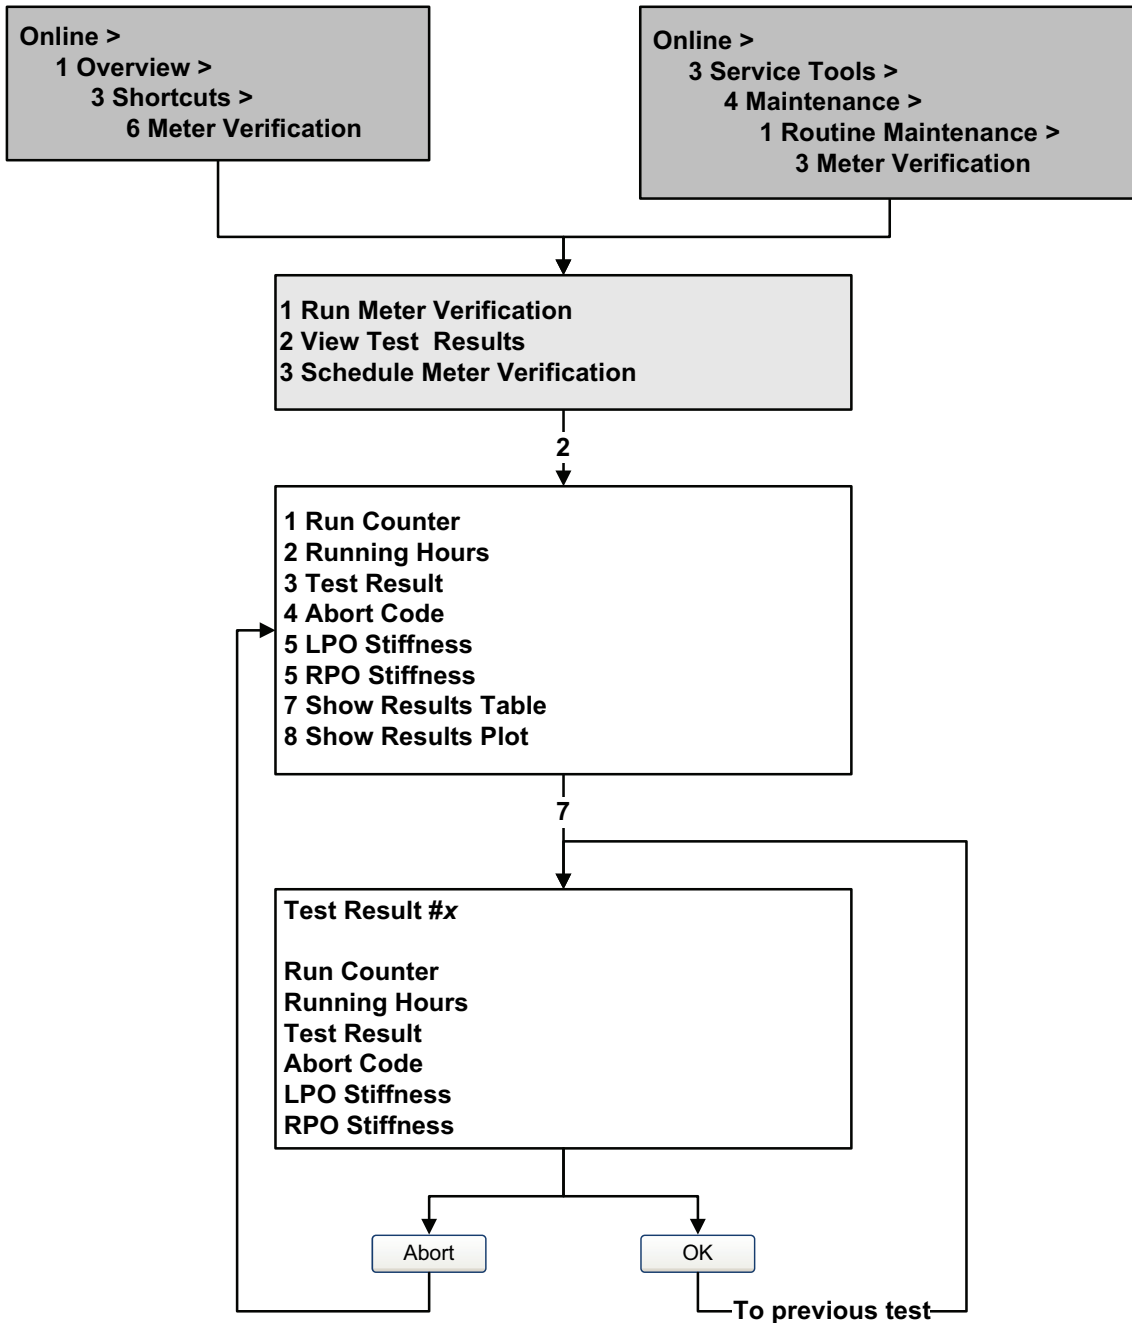 Online >
1 Overview >
3 Shortcuts >
6 Meter Verification
Online >
3 Service Tools >
4 Maintenance >
1 Routine Maintenance >
3 Meter Verification
1 Run Meter Verification
2 View Test  Results
3 Schedule Meter Verification
2
1 Run Counter
2 Running Hours
3 Test Result
4 Abort Code
5 LPO Stiffness
5 RPO Stiffness
7 Show Results Table
8 Show Results Plot
7
Test Result #x
Run Counter
Running Hours
Test Result
Abort Code
LPO Stiffness
RPO Stiffness
Abort
OK
To previous test